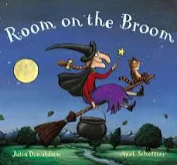 Room on the Broom
Julia Donaldson
Axel Scheffler